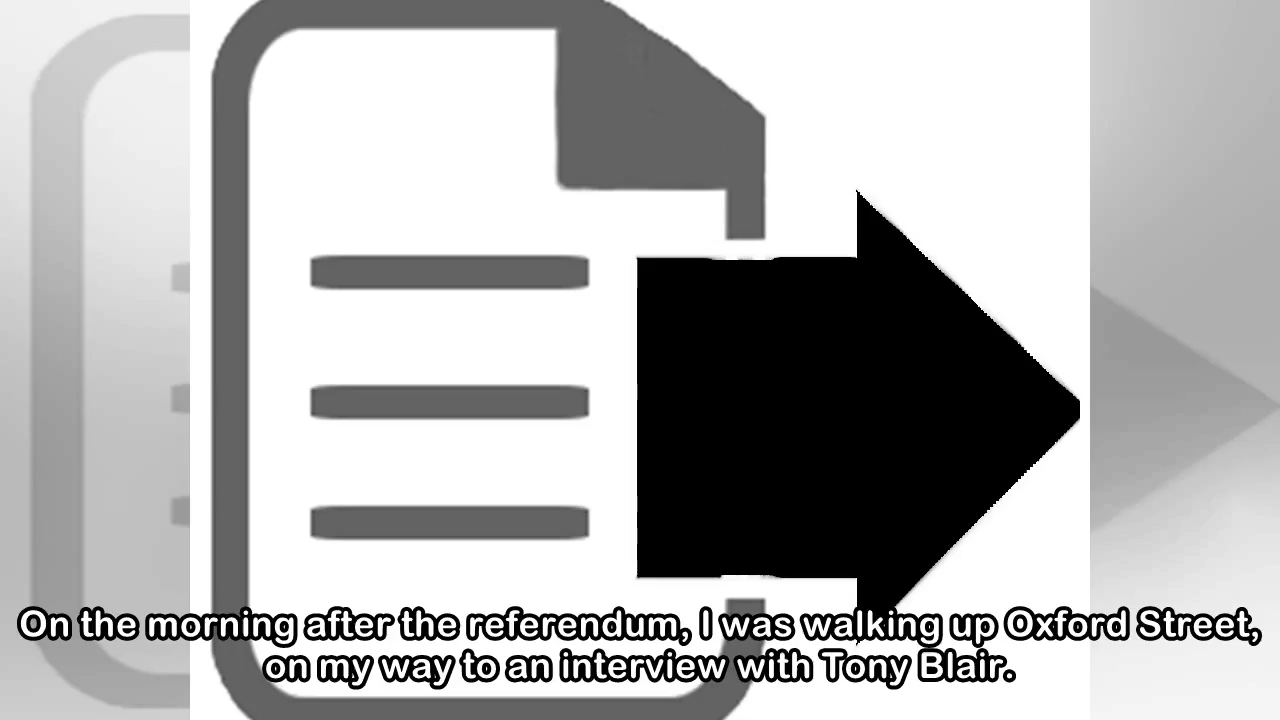 On the morning after the referendum, I was walking up Oxford Street,
on my way to an interview with Tony Blair.